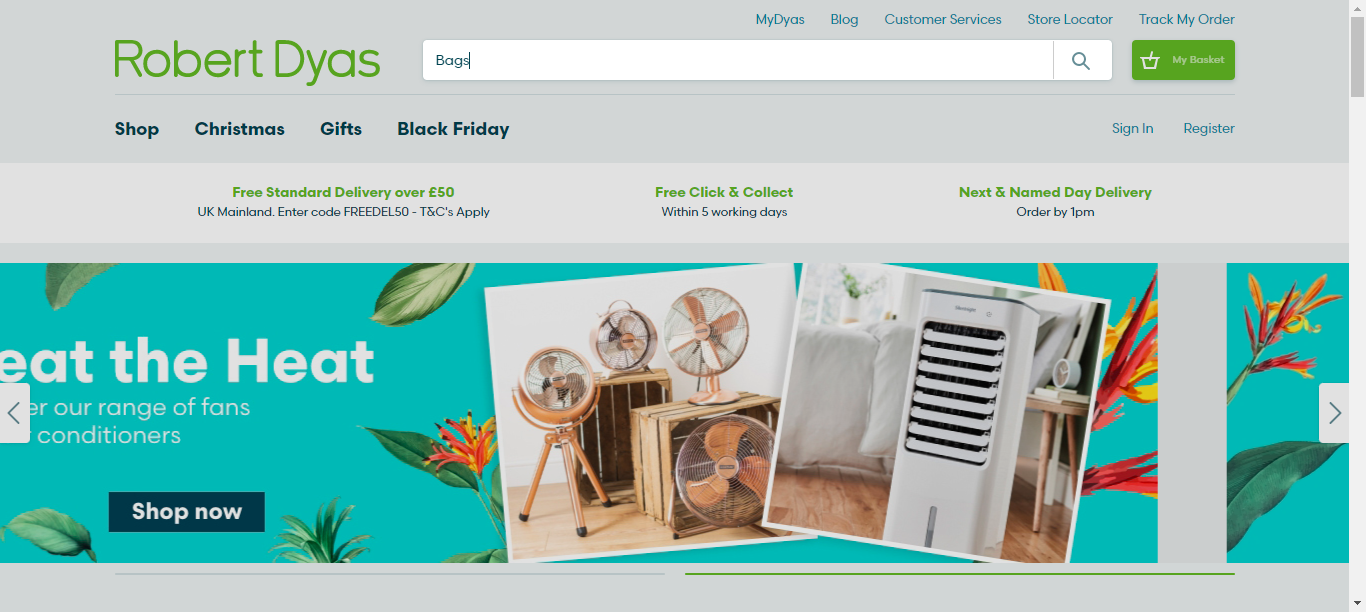 MyDyas Blog Customer Services Store Locator Track My Order
Robert Dyas
Bags
My Basket
Shop Christmas Gifts Black Friday
Sign In Register
Free Standard Delivery over £50
UK Mainland. Enter code FREEDEL50 - T&C's Apply
Free Click & Collect
Within 5 working days
Next & Named Day Delivery
Order by 1pm
eat the Heat
er our range of fans
conditioners
Shop now